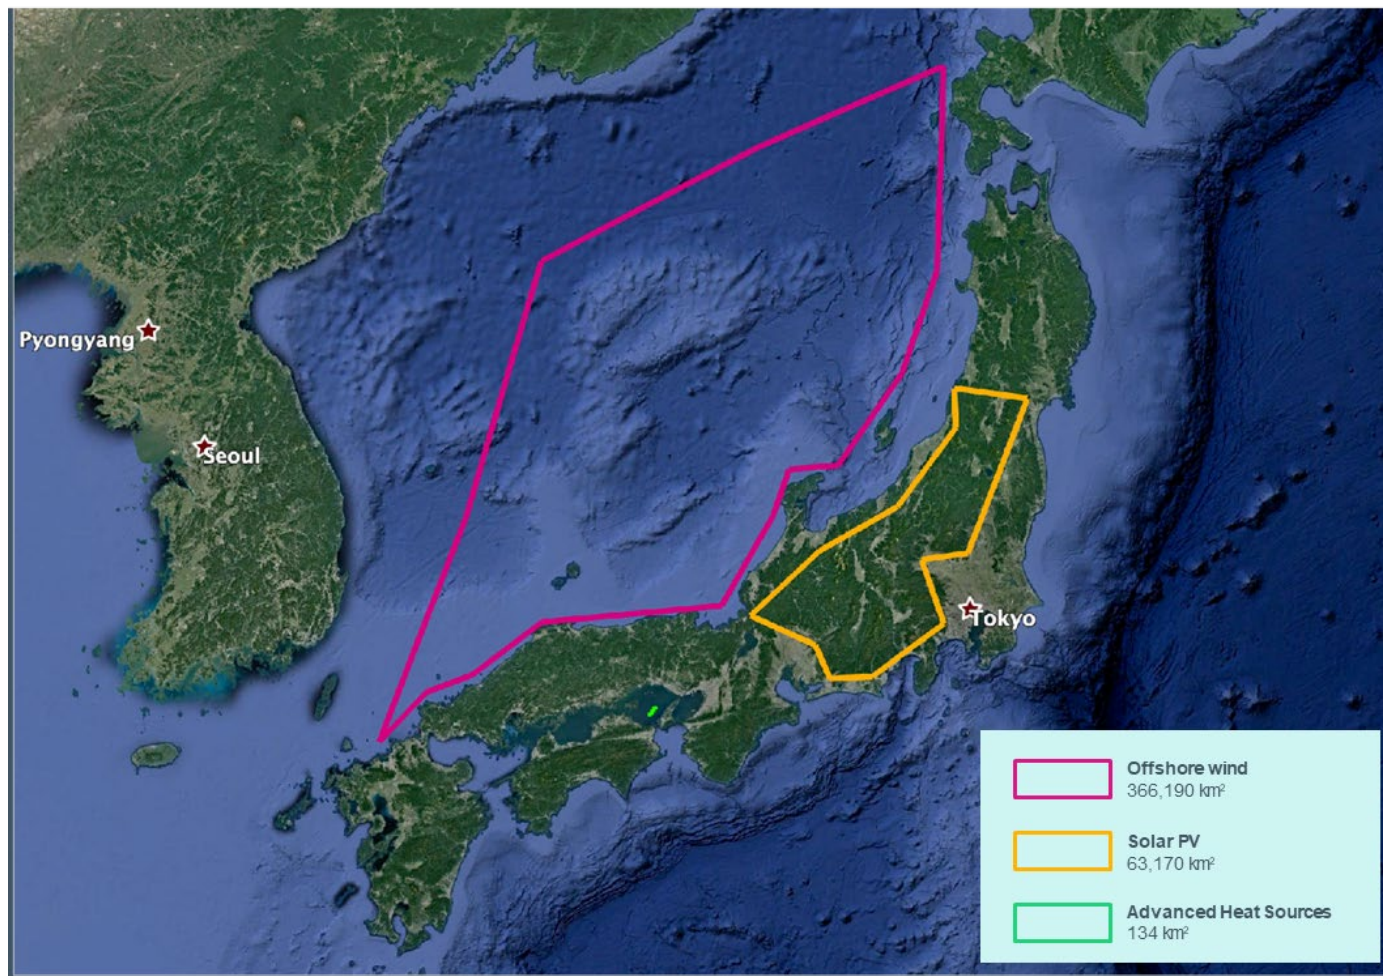 Pyongyang
Seoul
Tokyo
Offshore wind
366,190 km²
Solar PV
63,170 km²
Advanced Heat Sources
134 km²